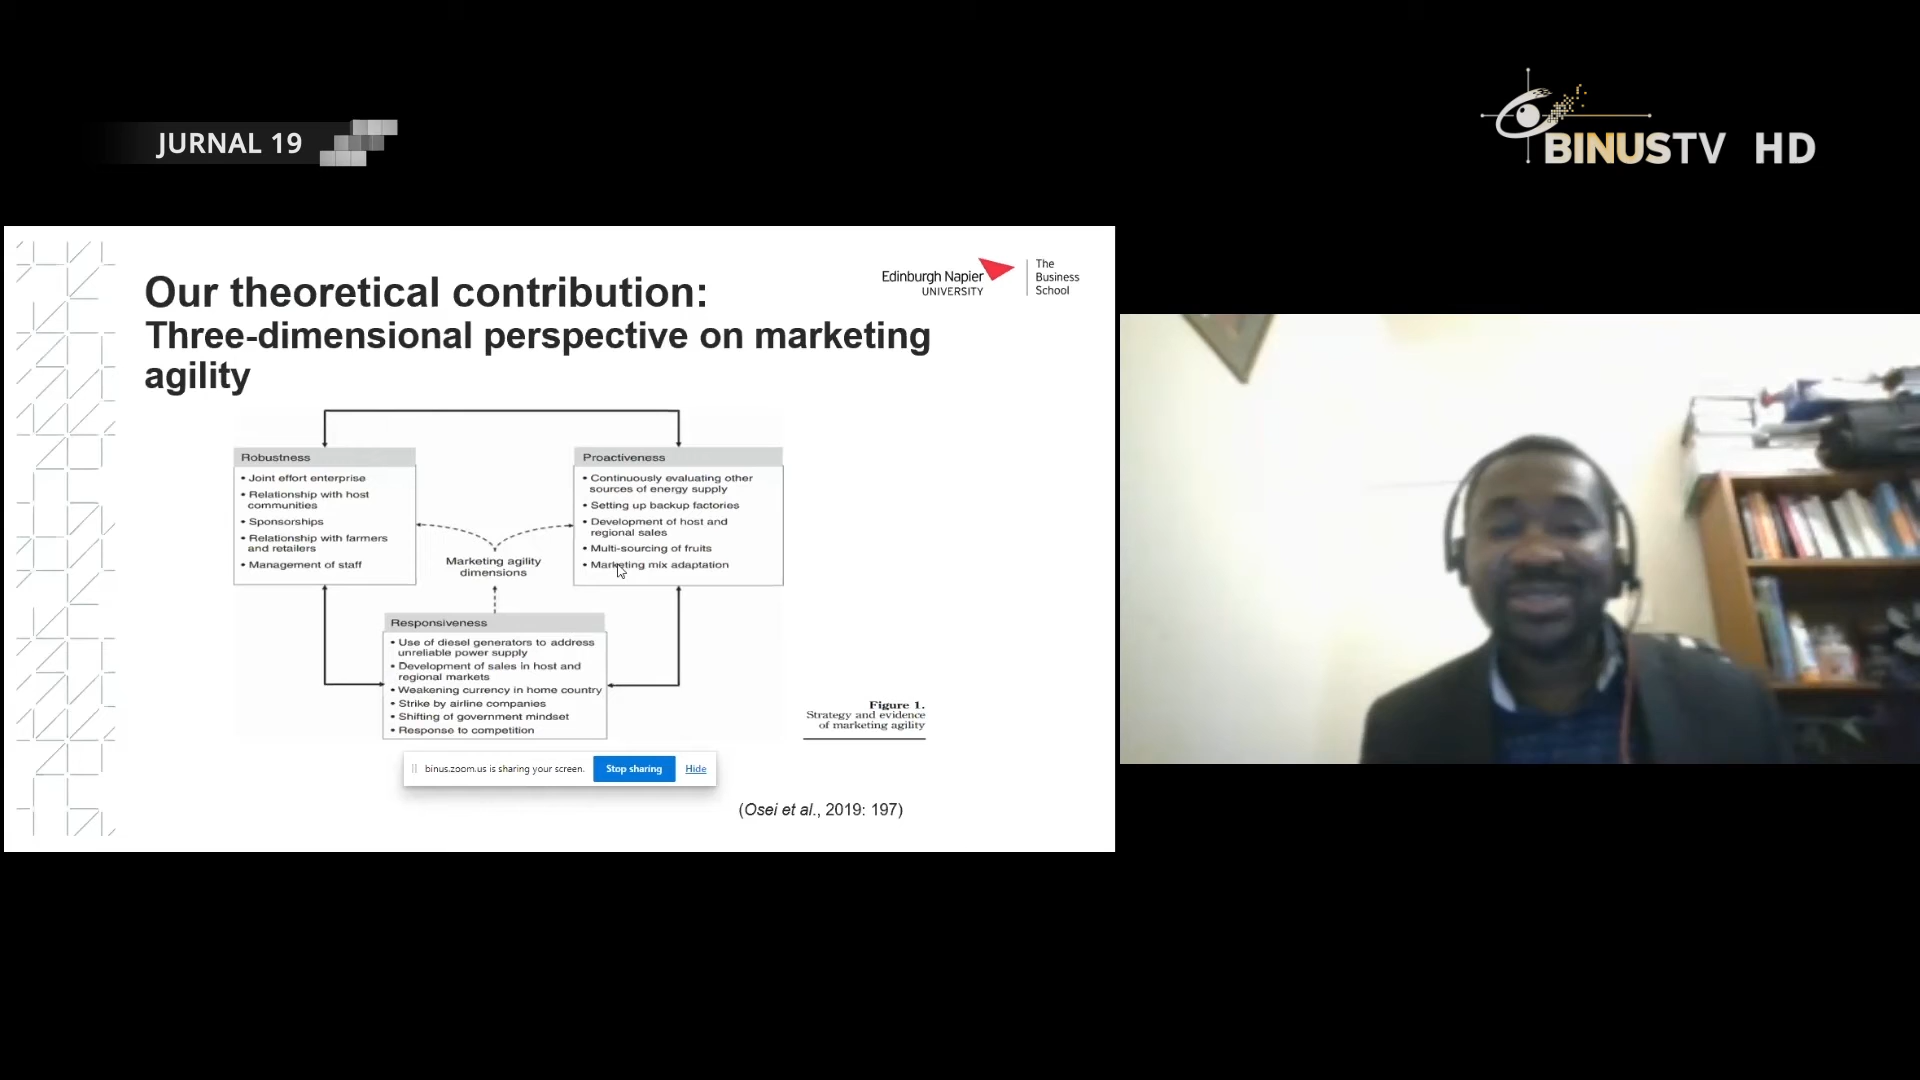 JURNAL 19
BINUSTV HD
Our theoretical contribution:
Three-dimensional perspective on marketing
agility
Edinburgh Napier
UNIVERSITY
The
Business
School
Robustness
• Joint effort enterprise
• Relationship with host
communities
• Sponsorships
• Relationship with farmers
and retailers
• Management of staff
Proactiveness
• Continuously evaluating other
sources of energy supply
• Setting up backup factories
• Development of host and
regional sales
• Multi-sourcing of fruits
• Marketing mix adaptation
Marketing agility
dimensions
Responsiveness
• Use of diesel generators to address
unreliable power supply
• Development of sales in host and
regional markets
• Weakening currency in home country
• Strike by airline companies
• Shifting of government mindset
• Response to competition
Figure 1.
Strategy and evidence
of marketing agility
binus.zoom.us is sharing your screen.
Stop sharing
Hide
(Osei et al., 2019: 197)